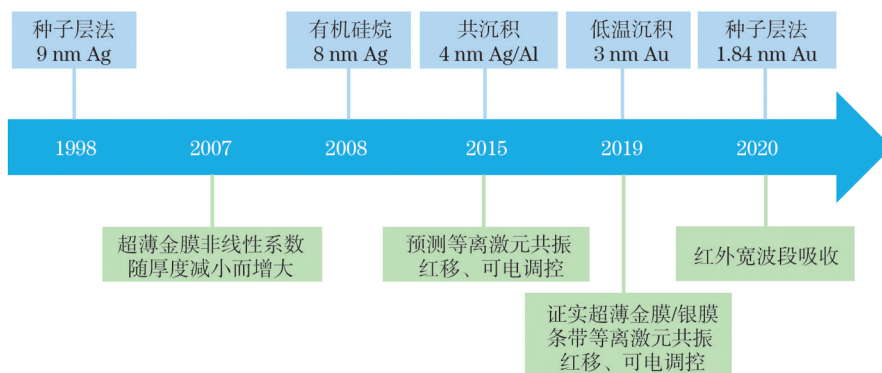 种子层法
9 nm Ag
有机硅烷
8 nm Ag
共沉积
4 nm Ag/Al
低温沉积
3 nm Au
种子层法
1.84 nm Au
1998
2007
2008
2015
2019
2020
超薄金膜非线性系数
随厚度减小而增大
预测等离激元共振
红移、可电调控
证实超薄金膜/银膜
条带等离激元共振
红移、可电调控
红外宽波段吸收